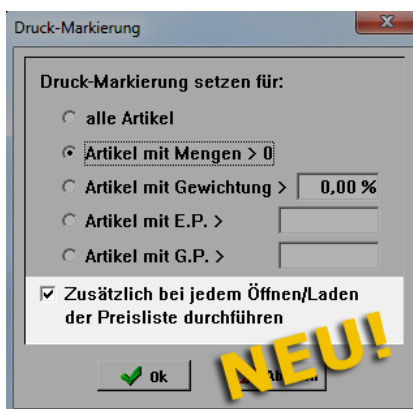 Druck-Markierung
Druck-Markierung setzen für:
alle Artikel
Artikel mit Mengen > 0
Artikel mit Gewichtung > 0,00 %
Artikel mit E.P. >
Artikel mit G.P. >
Zusätzlich bei jedem Öffnen/Laden
der Preisliste durchführen
Ok
NEU!